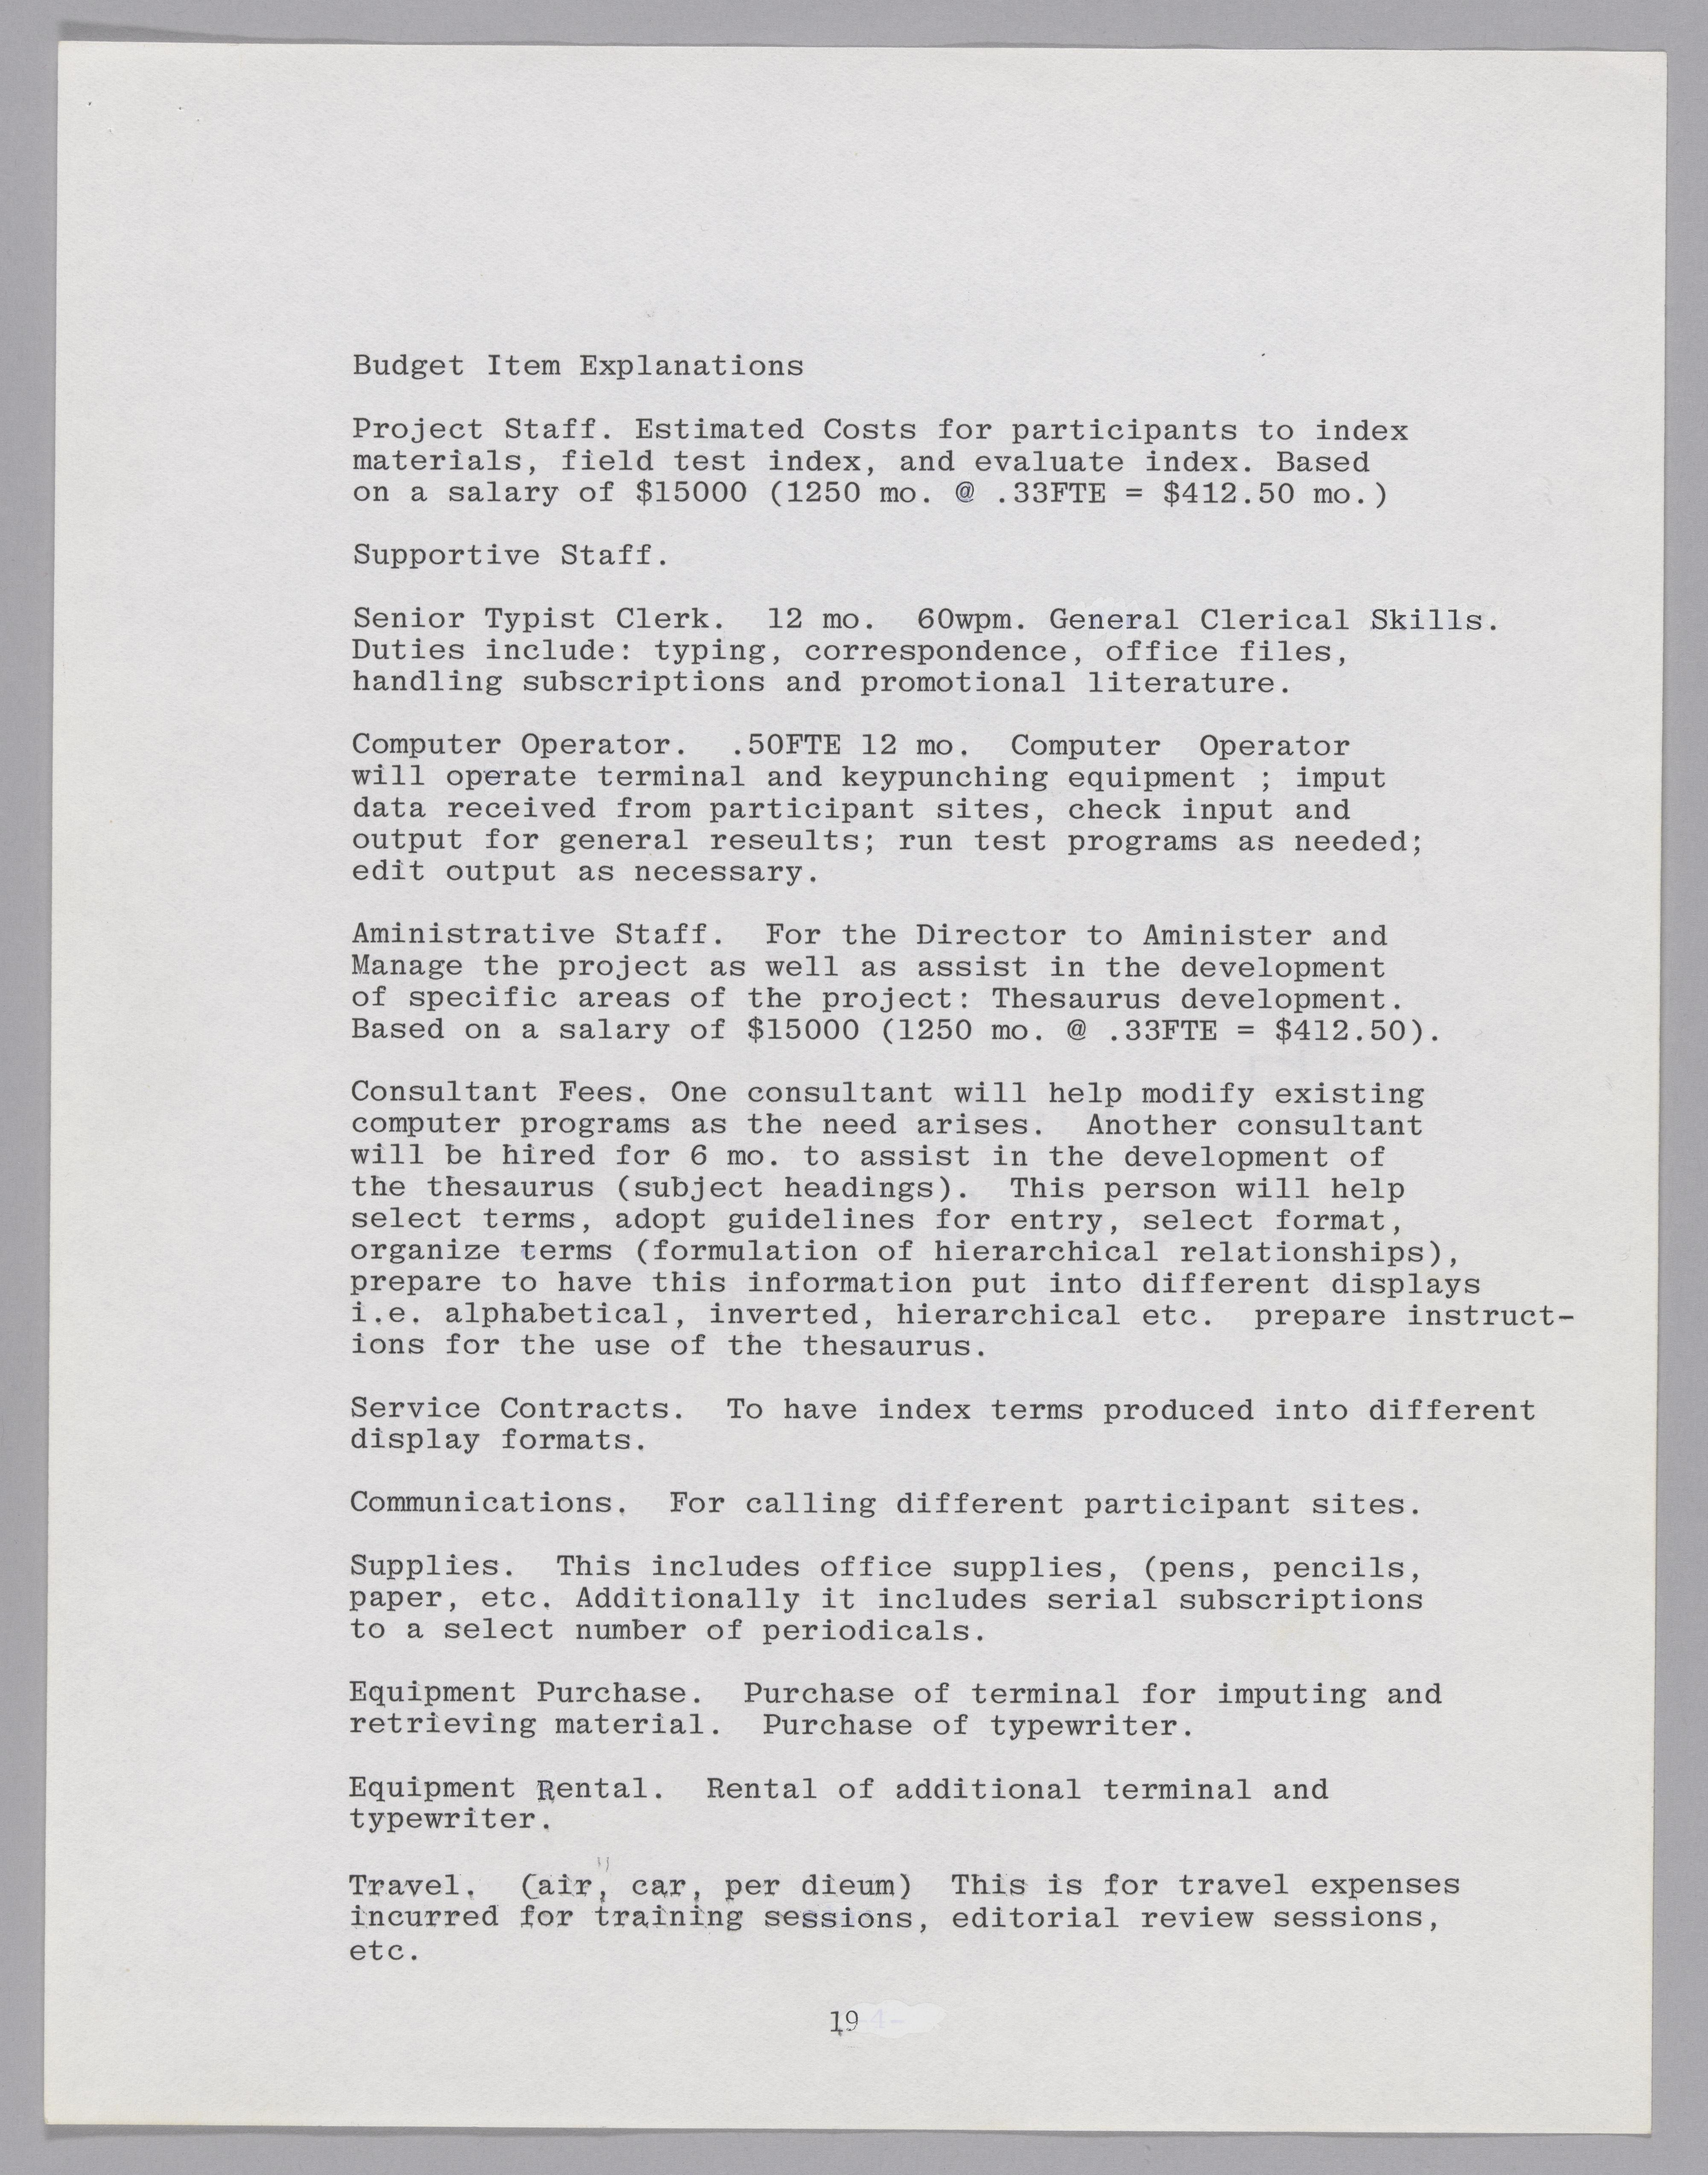 Budget Item Explanations
Project Staff. Estimated Costs for participants to index
materials, field test index, and evaluate index. Based
on a salary of $15000 (1250 mo. @ .33FTE = $412.50 mo.)
Supportive Staff.
Senior Typist Clerk. 12 mo. 60wpm. General Clerical Skills.
Duties include: typing, correspondence, office files,
handling subscriptions and promotional literature.
Computer Operator. .50FTE 12 mo. Computer Operator
will operate terminal and keypunching equipment ; imput
data received from participant sites, check input and
output for general reseults; run test programs as needed;
edit output as necessary.
Aministrative Staff. For the Director to Aminister and
Manage the project as well as assist in the development
of specific areas of the project: Thesaurus development.
Based on a salary of $15000 (1250 mo. @ .33FTE = $412.50).
Consultant Fees. One consultant will help modify existing
computer programs as the need arises. Another consultant
will be hired for 6 mo. to assist in the development of
the thesaurus (subject headings). This person will help
select terms, adopt guidelines for entry, select format,
organize terms (formulation of hierarchical relationships),
prepare to have this information put into different displays
i.e. alphabetical, inverted, hierarchical etc. prepare instruct-
ions for the use of the thesaurus.
Service Contracts. To have index terms produced into different
display formats.
Communications. For calling different participant sites.
Supplies. This includes office supplies, (pens, pencils,
paper, etc. Additionally it includes serial subscriptions
to a select number of periodicals.
Equipment Purchase. Purchase of terminal for imputing and
retrieving material. Purchase of typewriter.
Equipment Rental. Rental of additional terminal and
typewriter.
Travel. (air, car, per dieum) This is for travel expenses
incurred for training sessions, editorial review sessions,
etc.
19